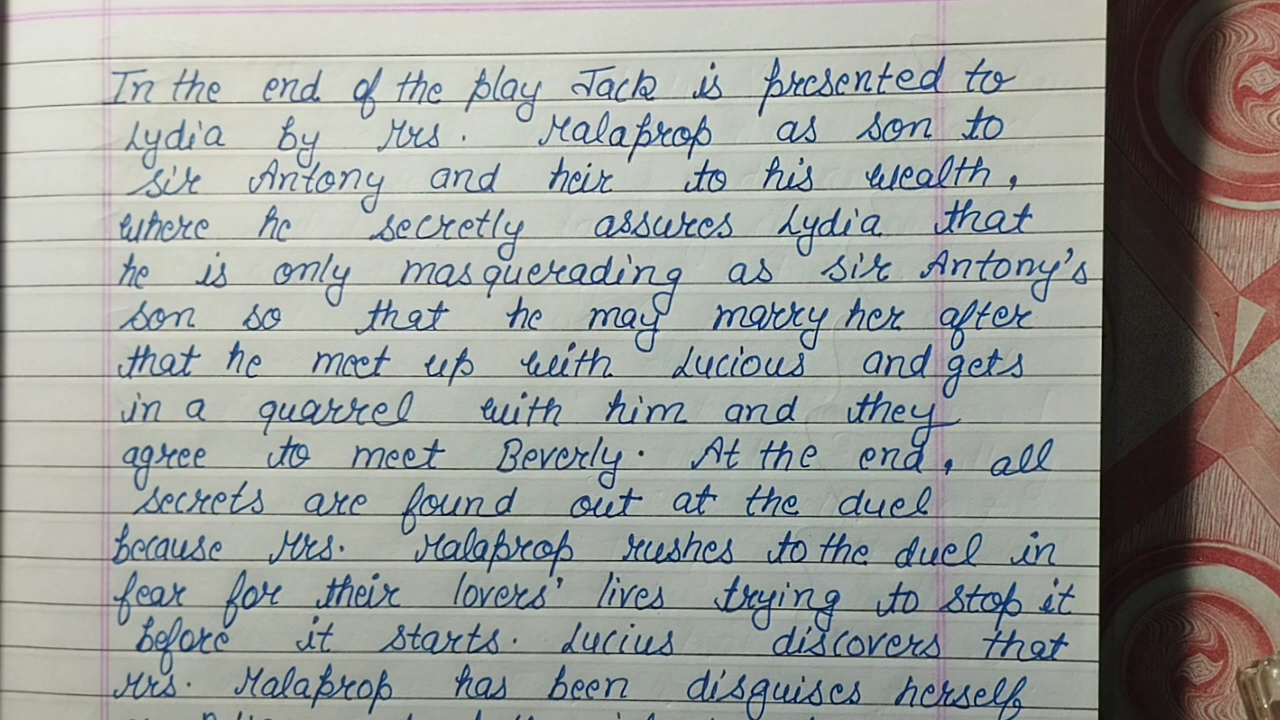 In the end of the play Jack is presented to
Lydia by Mrs. Malaprop as son to
sir Antony and heir to his wealth,
where he secretly assures Lydia that
he is only masquerading as sir Antony's
son so that he may marry her after
that he meet up with Lucious and gets
in a quarrel with him and they
agree to meet Beverly. At the end, all
secrets are found out at the duel
because Mrs. Malaprop rushes to the duel in
fear for their lovers' lives trying to stop it
before it starts. Lucius discovers that
Mrs. Malaprop has been disguises herself